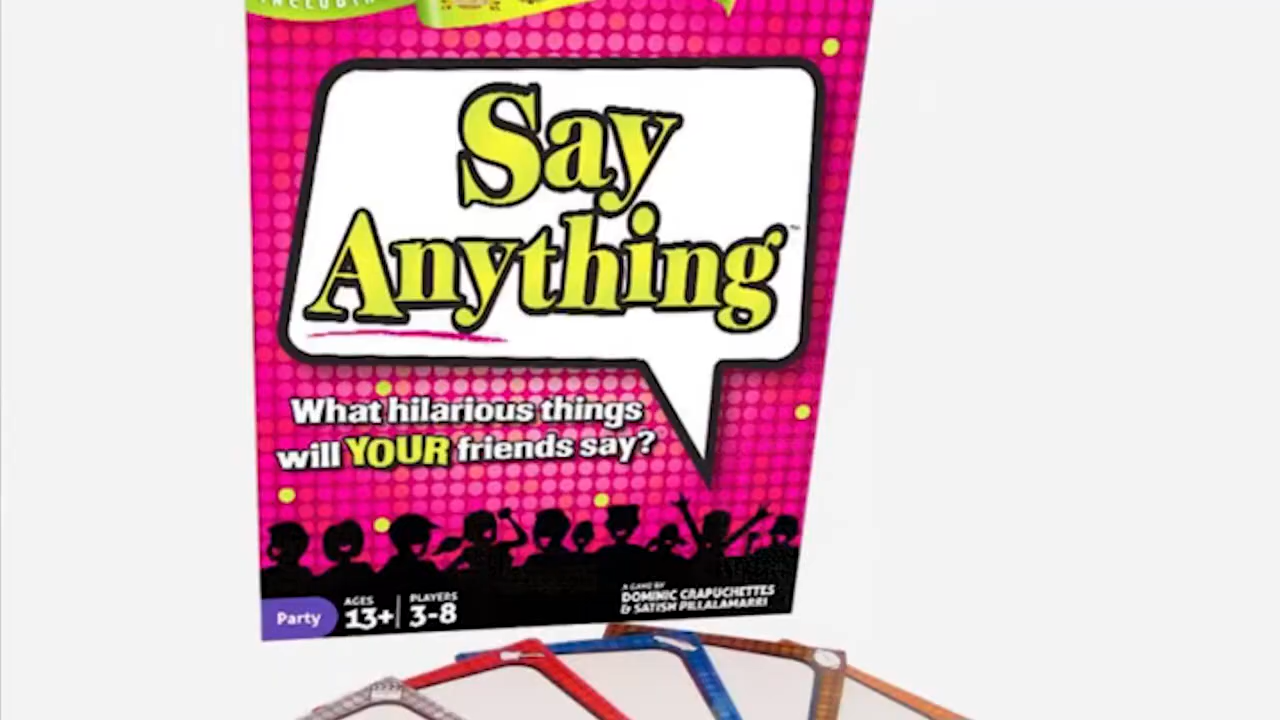 Say
Anything™
What hilarious things
will YOUR friends say?
Party
AGES
13+
PLAYERS
3-8
A GAME BY
DOMINIC CRAPUCHETTES
& SATISH PILLALAMARRI